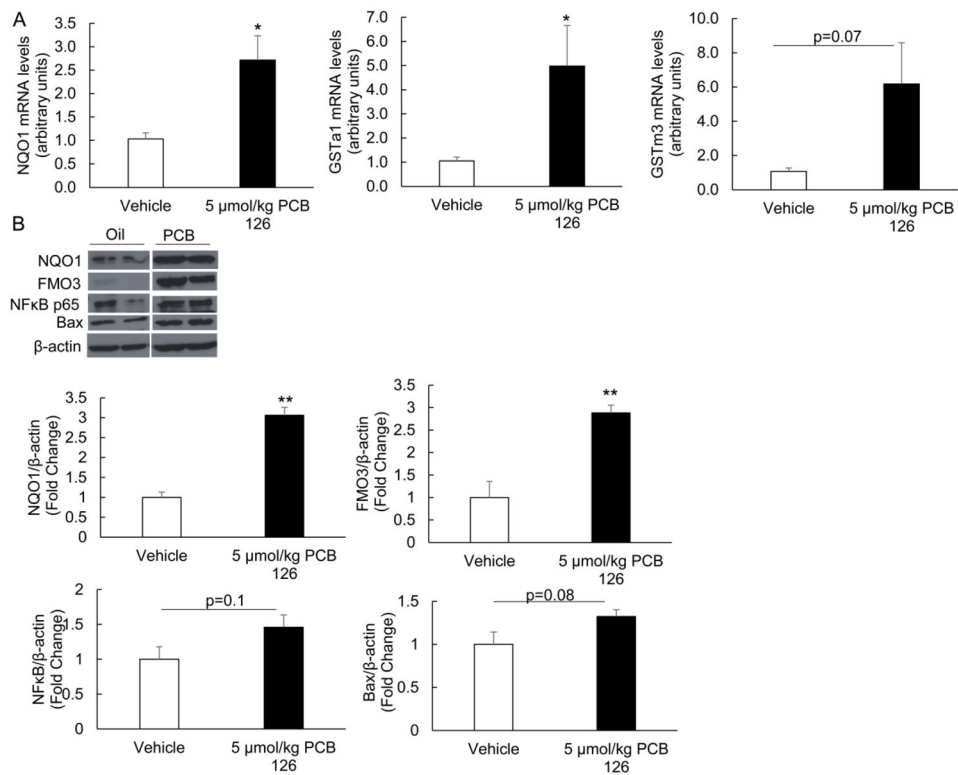 A
NQO1 mRNA levels
(arbitrary units)
3.5
3.0
2.5
2.0
1.5
1.0
0.5
0.0
*
Vehicle
5 µmol/kg PCB
126
GSTa1 mRNA levels
(arbitrary units)
7.0
6.0
5.0
4.0
3.0
2.0
1.0
0.0
*
Vehicle
5 µmol/kg PCB
126
GSTm3 mRNA levels
(arbitrary units)
10.0
8.0
6.0
4.0
2.0
0.0
p=0.07
Vehicle
5 µmol/kg PCB
126
B
Oil PCB
NQO1
FMO3
NFκB p65
Bax
β-actin
NQO1/β-actin
(Fold Change)
3.5
3
2.5
2
1.5
1
0.5
0
**
Vehicle
5 µmol/kg PCB
126
FMO3/β-actin
(Fold Change)
3.5
3
2.5
2
1.5
1
0.5
0
**
Vehicle
5 µmol/kg PCB
126
NFκB/β-actin
(Fold Change)
2
1.5
1
0.5
0
p=0.1
Vehicle
5 µmol/kg PCB
126
Bax/β-actin
(Fold Change)
1.5
1
0.5
0
p=0.08
Vehicle
5 µmol/kg PCB
126